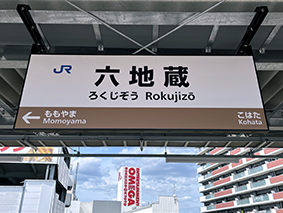 JR 六地蔵
ろくじぞう Rokujizō
ももやま
Momoyama
こはた
Kohata
OMEGA